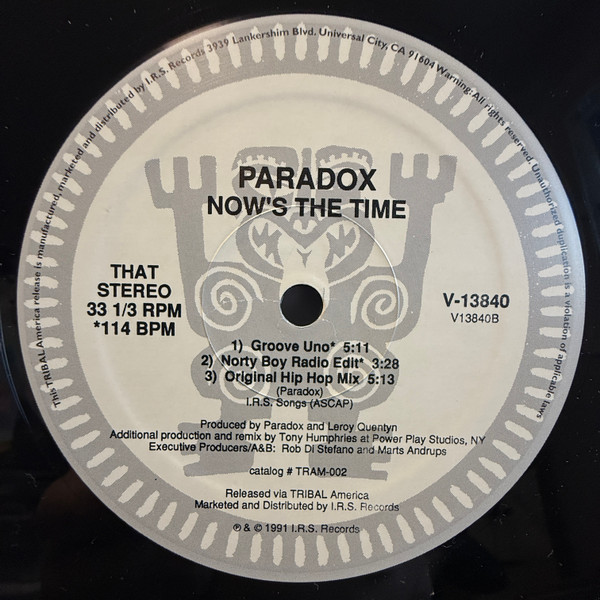 This TRIBAL America release is manufactured, marketed and distributed by I.R.S. Records 3939 Lankershim Blvd. Universal City, CA 91604 Warning: All rights reserved. Unauthorized duplication is a violation of applicable laws
PARADOX
NOW'S THE TIME
THAT
STEREO
33 1/3 RPM
*114 BPM
V-13840
V13840B
1) Groove Uno* 5:11
2) Norty Boy Radio Edit* 3:28
3) Original Hip Hop Mix 5:13
(Paradox)
I.R.S. Songs (ASCAP)
Produced by Paradox and Leroy Quentyn
Additional production and remix by Tony Humphries at Power Play Studios, NY
Executive Producers/A&B: Rob Di Stefano and Marts Andrups
catalog # TRAM-002
Released via TRIBAL America
Marketed and Distributed by I.R.S. Records
℗ & © 1991 I.R.S. Records